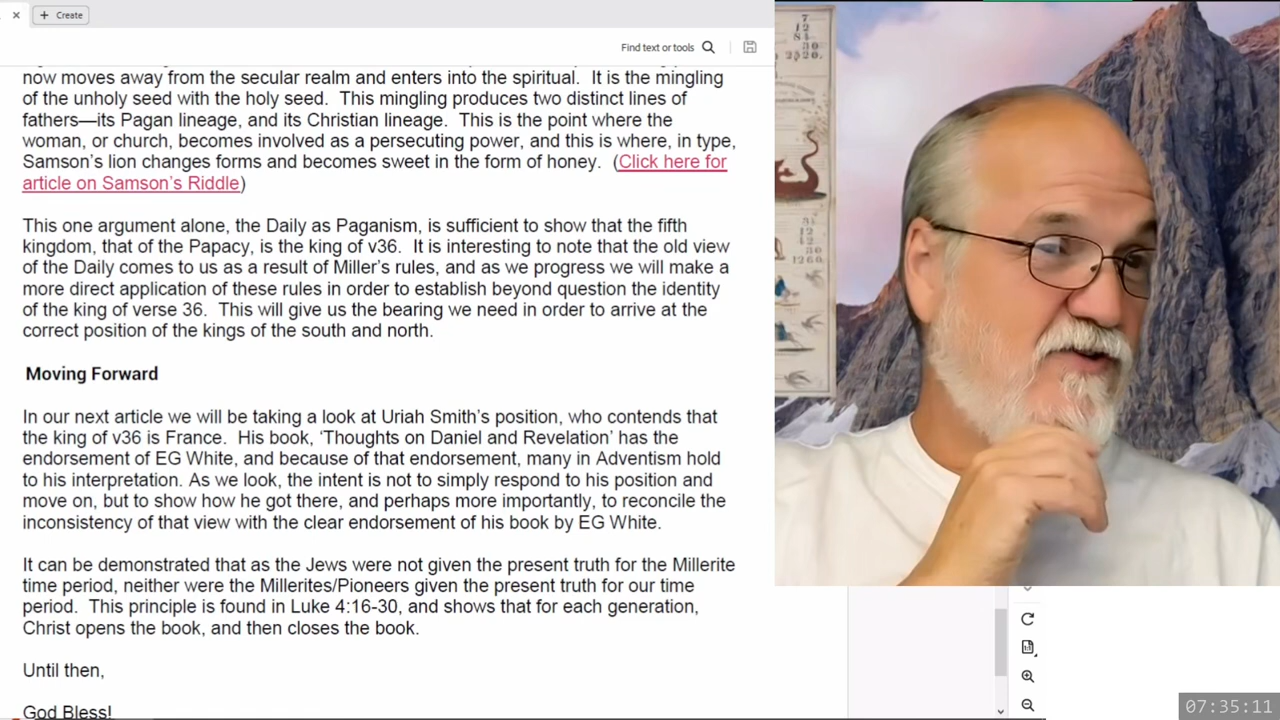 Create
Find text or tools
now moves away from the secular realm and enters into the spiritual. It is the mingling
of the unholy seed with the holy seed. This mingling produces two distinct lines of
fathers—its Pagan lineage, and its Christian lineage. This is the point where the
woman, or church, becomes involved as a persecuting power, and this is where, in type,
Samson's lion changes forms and becomes sweet in the form of honey. (Click here for
article on Samson's Riddle)
This one argument alone, the Daily as Paganism, is sufficient to show that the fifth
kingdom, that of the Papacy, is the king of v36. It is interesting to note that the old view
of the Daily comes to us as a result of Miller's rules, and as we progress we will make a
more direct application of these rules in order to establish beyond question the identity
of the king of verse 36. This will give us the bearing we need in order to arrive at the
correct position of the kings of the south and north.
Moving Forward
In our next article we will be taking a look at Uriah Smith's position, who contends that
the king of v36 is France. His book, 'Thoughts on Daniel and Revelation' has the
endorsement of EG White, and because of that endorsement, many in Adventism hold
to his interpretation. As we look, the intent is not to simply respond to his position and
move on, but to show how he got there, and perhaps more importantly, to reconcile the
inconsistency of that view with the clear endorsement of his book by EG White.
It can be demonstrated that as the Jews were not given the present truth for the Millerite
time period, neither were the Millerites/Pioneers given the present truth for our time
period. This principle is found in Luke 4:16-30, and shows that for each generation,
Christ opens the book, and then closes the book.
Until then,
God Bless!
7
12
30
2520.
12
30
1260.
07:35:11